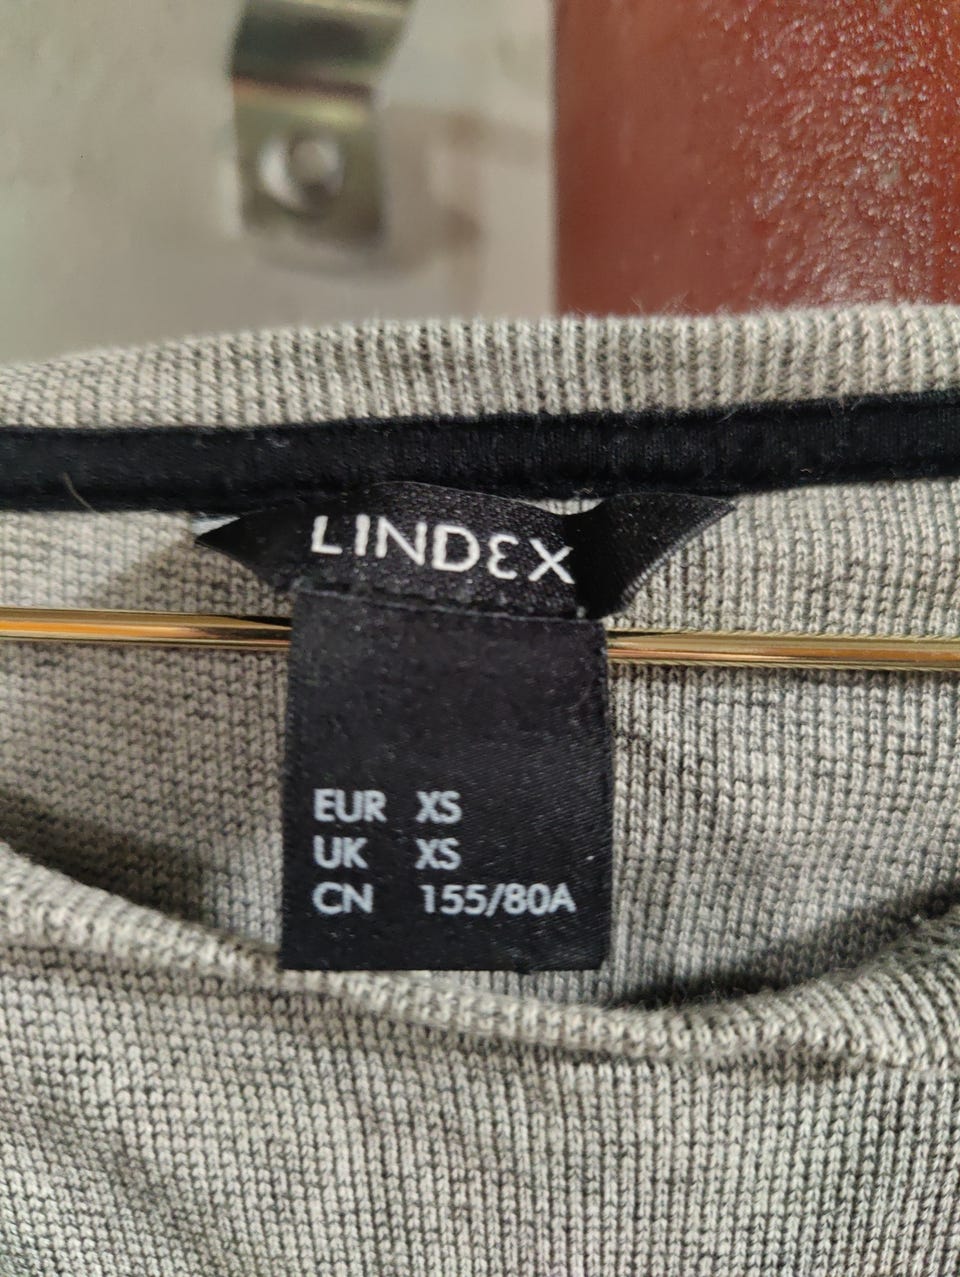 LINDEX
EUR XS
UK XS
CN 155/80A